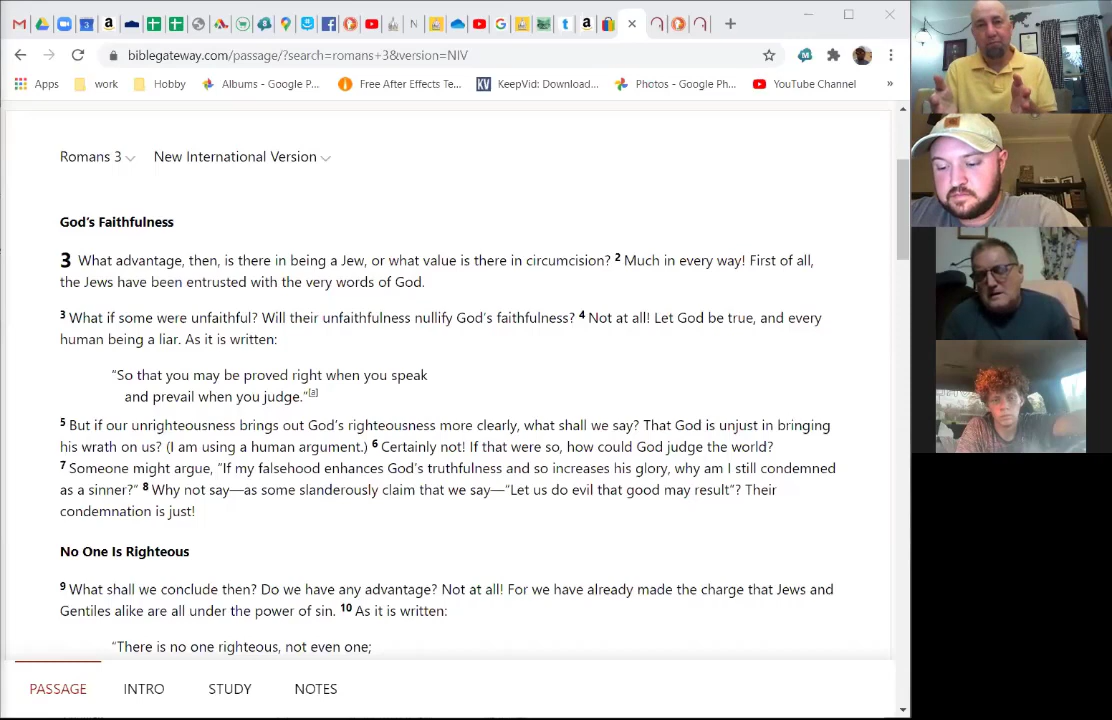 biblegateway.com/passage/?search=romans+3&version=NIV
Apps work Hobby Albums - Google P... Free After Effects Te... KV KeepVid: Download... Photos - Google Ph... YouTube Channel »
Romans 3 New International Version
God's Faithfulness
3 What advantage, then, is there in being a Jew, or what value is there in circumcision? 2 Much in every way! First of all,
the Jews have been entrusted with the very words of God.
3 What if some were unfaithful? Will their unfaithfulness nullify God's faithfulness? 4 Not at all! Let God be true, and every
human being a liar. As it is written:
“So that you may be proved right when you speak
and prevail when you judge.”[a]
5 But if our unrighteousness brings out God's righteousness more clearly, what shall we say? That God is unjust in bringing
his wrath on us? (I am using a human argument.) 6 Certainly not! If that were so, how could God judge the world?
7 Someone might argue, “If my falsehood enhances God's truthfulness and so increases his glory, why am I still condemned
as a sinner?” 8 Why not say—as some slanderously claim that we say—“Let us do evil that good may result”? Their
condemnation is just!
No One Is Righteous
9 What shall we conclude then? Do we have any advantage? Not at all! For we have already made the charge that Jews and
Gentiles alike are all under the power of sin. 10 As it is written:
“There is no one righteous, not even one;
PASSAGE INTRO STUDY NOTES